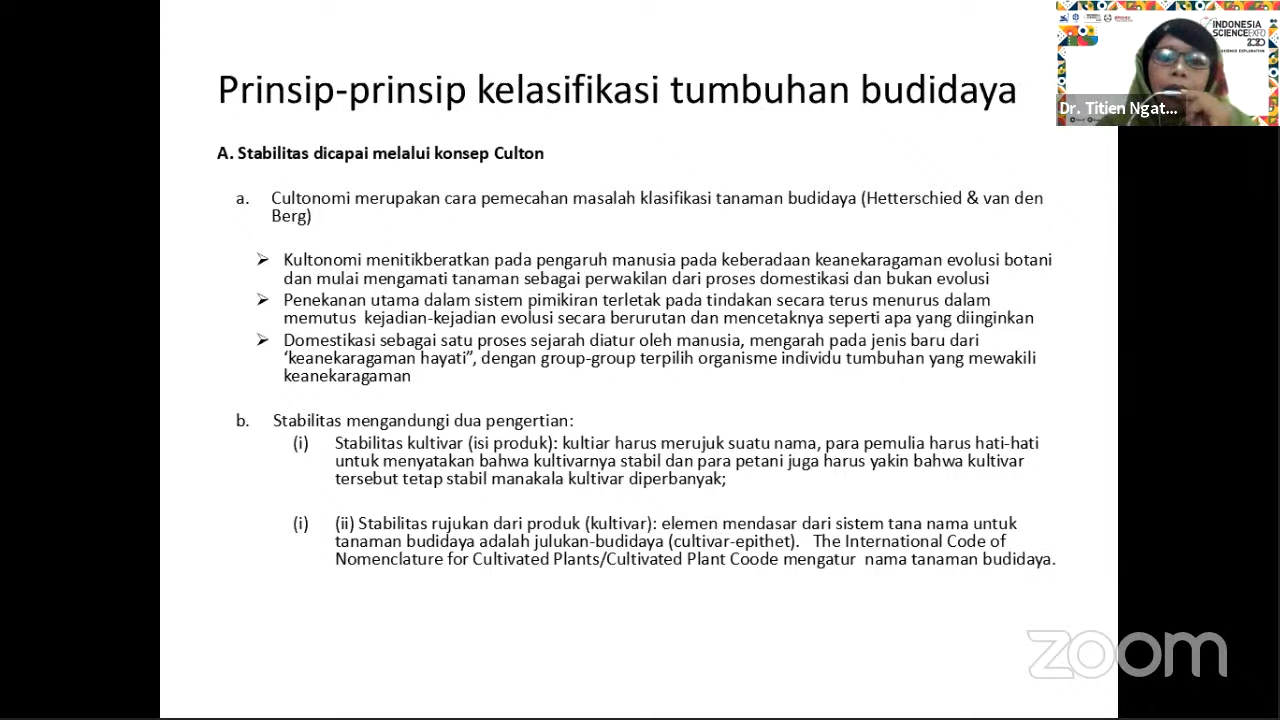 Prinsip-prinsip kelasifikasi tumbuhan budidaya
A. Stabilitas dicapai melalui konsep Culton
a. Cultonomi merupakan cara pemecahan masalah klasifikasi tanaman budidaya (Hetterschied & van den
Berg)
➢ Kultonomi menitikberatkan pada pengaruh manusia pada keberadaan keanekaragaman evolusi botani
dan mulai mengamati tanaman sebagai perwakilan dari proses domestikasi dan bukan evolusi
➢ Penekanan utama dalam sistem pimikiran terletak pada tindakan secara terus menurus dalam
memutus kejadian-kejadian evolusi secara berurutan dan mencetaknya seperti apa yang diinginkan
➢ Domestikasi sebagai satu proses sejarah diatur oleh manusia, mengarah pada jenis baru dari
‘keanekaragaman hayati”, dengan group-group terpilih organisme individu tumbuhan yang mewakili
keanekaragaman
b. Stabilitas mengandungi dua pengertian:
(i) Stabilitas kultivar (isi produk): kultiar harus merujuk suatu nama, para pemulia harus hati-hati
untuk menyatakan bahwa kultivarnya stabil dan para petani juga harus yakin bahwa kultivar
tersebut tetap stabil manakala kultivar diperbanyak;
(i) (ii) Stabilitas rujukan dari produk (kultivar): elemen mendasar dari sistem tana nama untuk
tanaman budidaya adalah julukan-budidaya (cultivar-epithet). The International Code of
Nomenclature for Cultivated Plants/Cultivated Plant Coode mengatur nama tanaman budidaya.
INDONESIA
SCIENCE EXPO
2020
Dr. Titien Ngat...
zoom